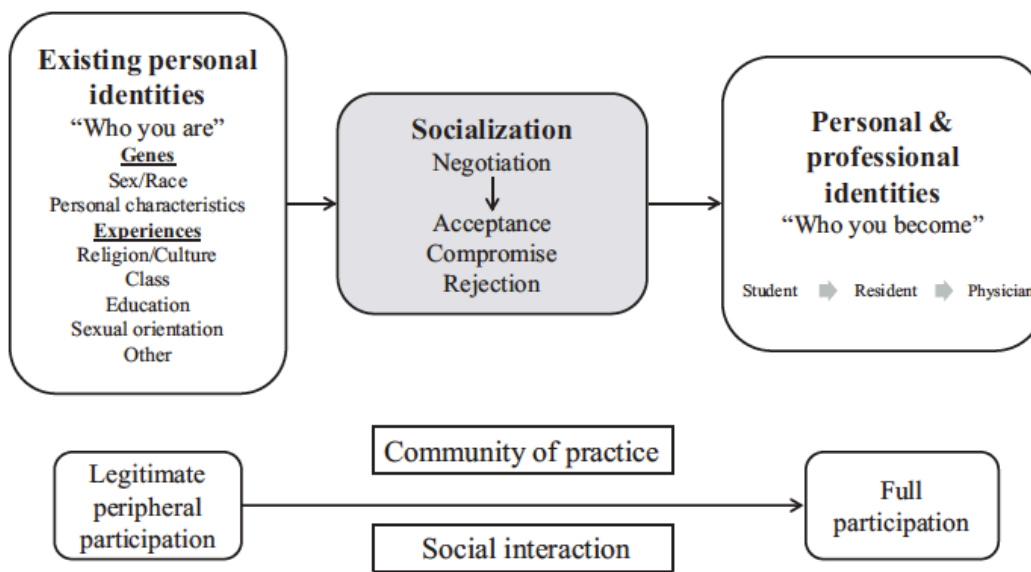 Existing personal
identities
“Who you are”
Genes
Sex/Race
Personal characteristics
Experiences
Religion/Culture
Class
Education
Sexual orientation
Other
Socialization
Negotiation
Acceptance
Compromise
Rejection
Personal &
professional
identities
“Who you become”
Student Resident Physician
Legitimate
peripheral
participation
Community of practice
Social interaction
Full
participation